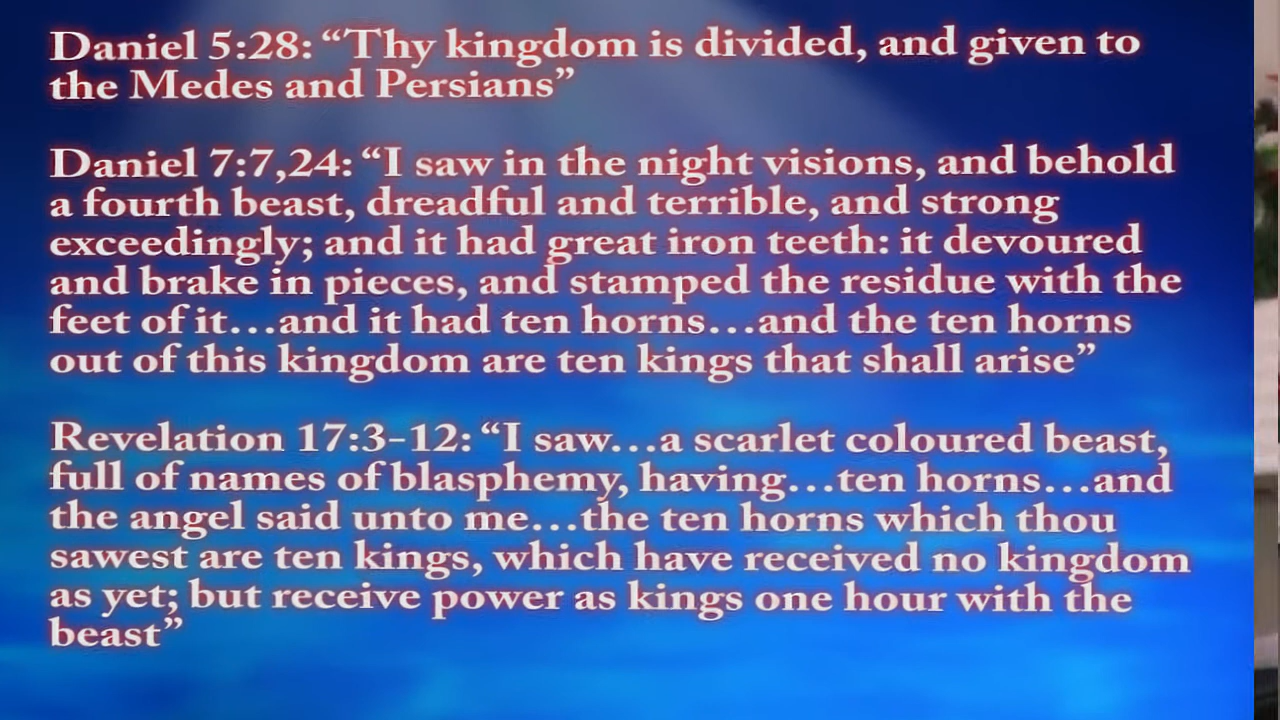 Daniel 5:28: “Thy kingdom is divided, and given to
the Medes and Persians”
Daniel 7:7,24: “I saw in the night visions, and behold
a fourth beast, dreadful and terrible, and strong
exceedingly; and it had great iron teeth: it devoured
and brake in pieces, and stamped the residue with the
feet of it…and it had ten horns…and the ten horns
out of this kingdom are ten kings that shall arise”
Revelation 17:3-12: “I saw…a scarlet coloured beast,
full of names of blasphemy, having…ten horns…and
the angel said unto me…the ten horns which thou
sawest are ten kings, which have received no kingdom
as yet; but receive power as kings one hour with the
beast”